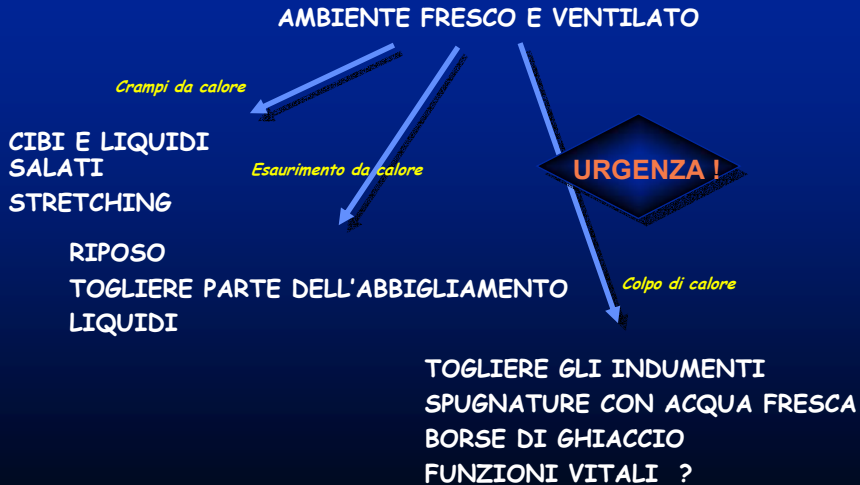 AMBIENTE FRESCO E VENTILATO
Crampi da calore
CIBI E LIQUIDI
SALATI
STRETCHING
Esaurimento da calore
URGENZA !
RIPOSO
TOGLIERE PARTE DELL'ABBIGLIAMENTO
LIQUIDI
Colpo di calore
TOGLIERE GLI INDUMENTI
SPUGNATURE CON ACQUA FRESCA
BORSE DI GHIACCIO
FUNZIONI VITALI ?